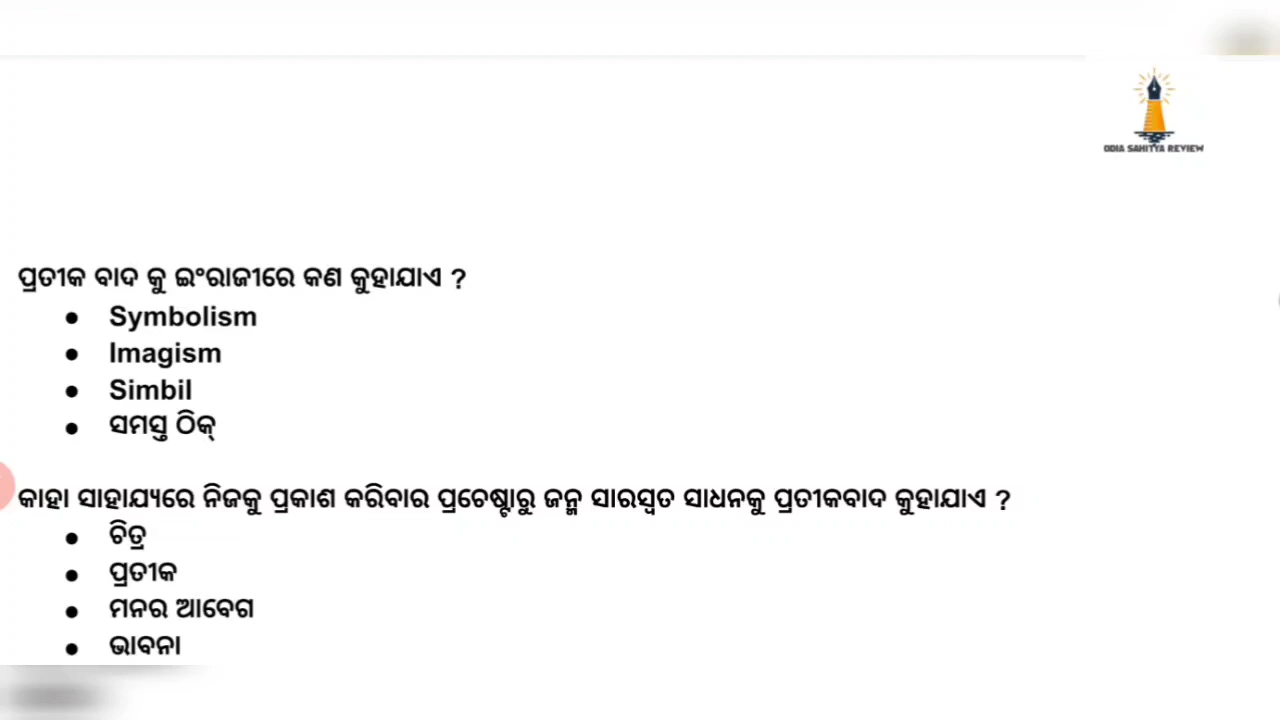 ODIA SAHITYA REVIEW
ପ୍ରତୀକ ବାଦ କୁ ଇଂରାଜୀରେ କଣ କୁହାଯାଏ ?
● Symbolism
● Imagism
● Simbil
● ସମସ୍ତ ଠିକ୍
କାହା ସାହାଯ୍ୟରେ ନିଜକୁ ପ୍ରକାଶ କରିବାର ପ୍ରଚେଷ୍ଟାରୁ ଜନ୍ମ ସାରସ୍ୱତ ସାଧନକୁ ପ୍ରତୀକବାଦ କୁହାଯାଏ ?
● ଚିତ୍ର
● ପ୍ରତୀକ
● ମନର ଆବେଗ
● ଭାବନା